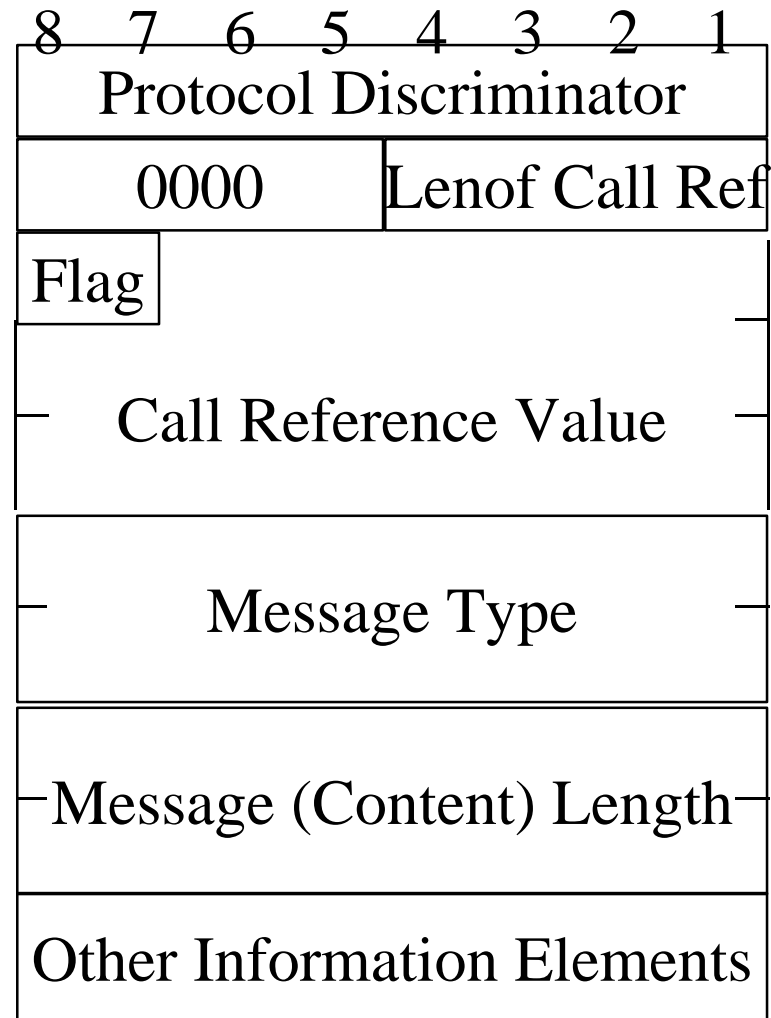 8 7 6 5 4 3 2 1
Protocol Discriminator
0000 Lenof Call Ref
Flag
Call Reference Value
Message Type
Message (Content) Length
Other Information Elements